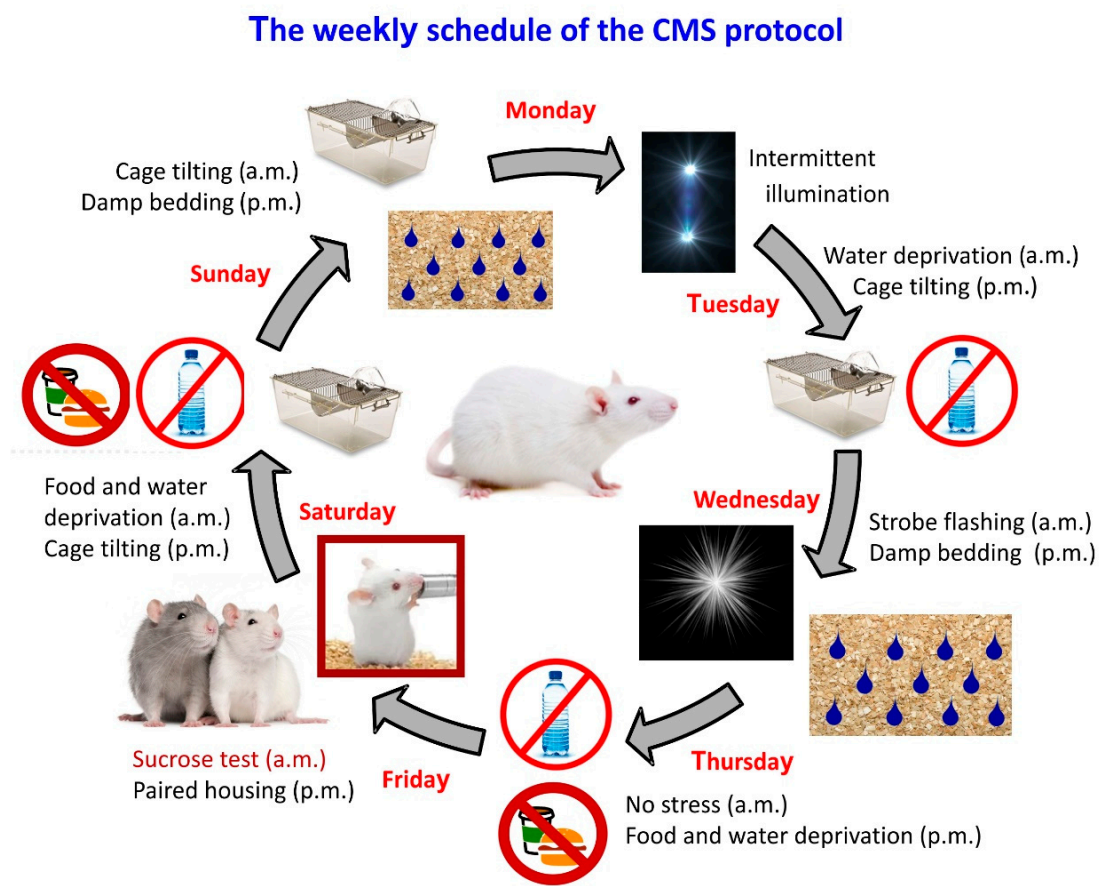 The weekly schedule of the CMS protocol
Monday
Intermittent
illumination
Cage tilting (a.m.)
Damp bedding (p.m.)
Sunday
Water deprivation (a.m.)
Cage tilting (p.m.)
Tuesday
Food and water
deprivation (a.m.)
Cage tilting (p.m.)
Saturday
Wednesday
Strobe flashing (a.m.)
Damp bedding (p.m.)
Sucrose test (a.m.)
Paired housing (p.m.)
Friday
Thursday
No stress (a.m.)
Food and water deprivation (p.m.)